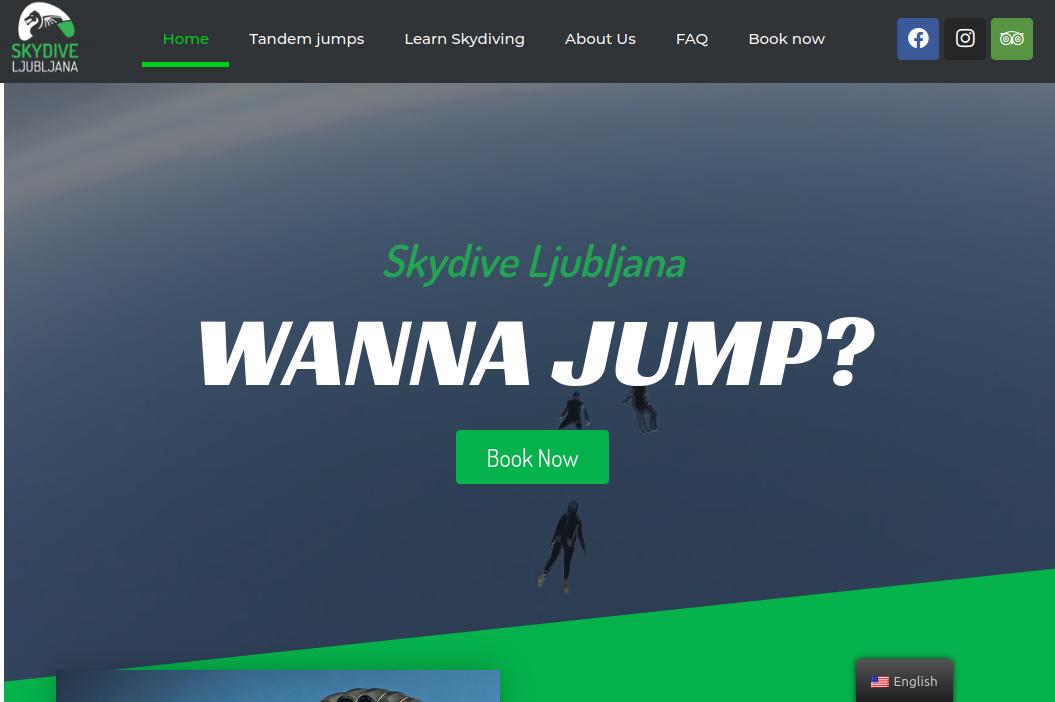 SKYDIVE
LJUBLJANA
Home
Tandem jumps
Learn Skydiving
About Us
FAQ
Book now
Skydive Ljubljana
WANNA JUMP?
Book Now
English